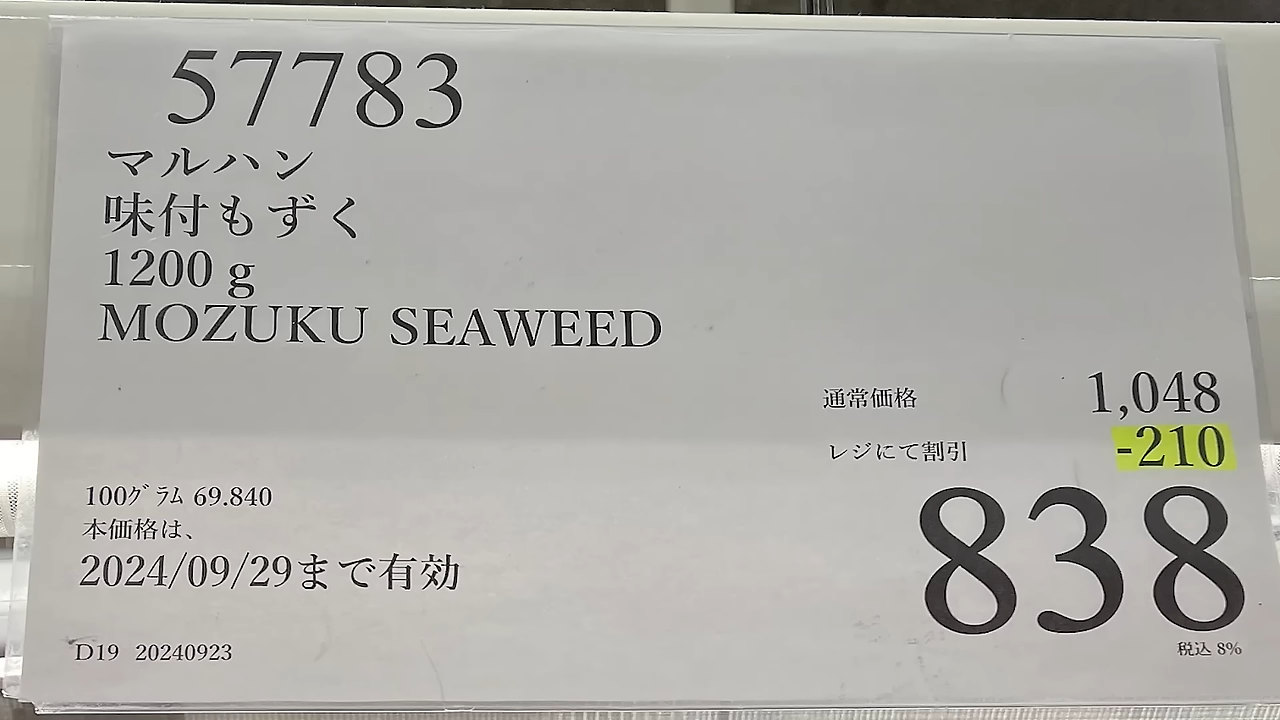 57783
マルハン
味付もずく
1200 g
MOZUKU SEAWEED
通常価格 1,048
レジにて割引 -210
838
税込 8%
100グラム 69.840
本価格は、
2024/09/29まで有効
D19 20240923